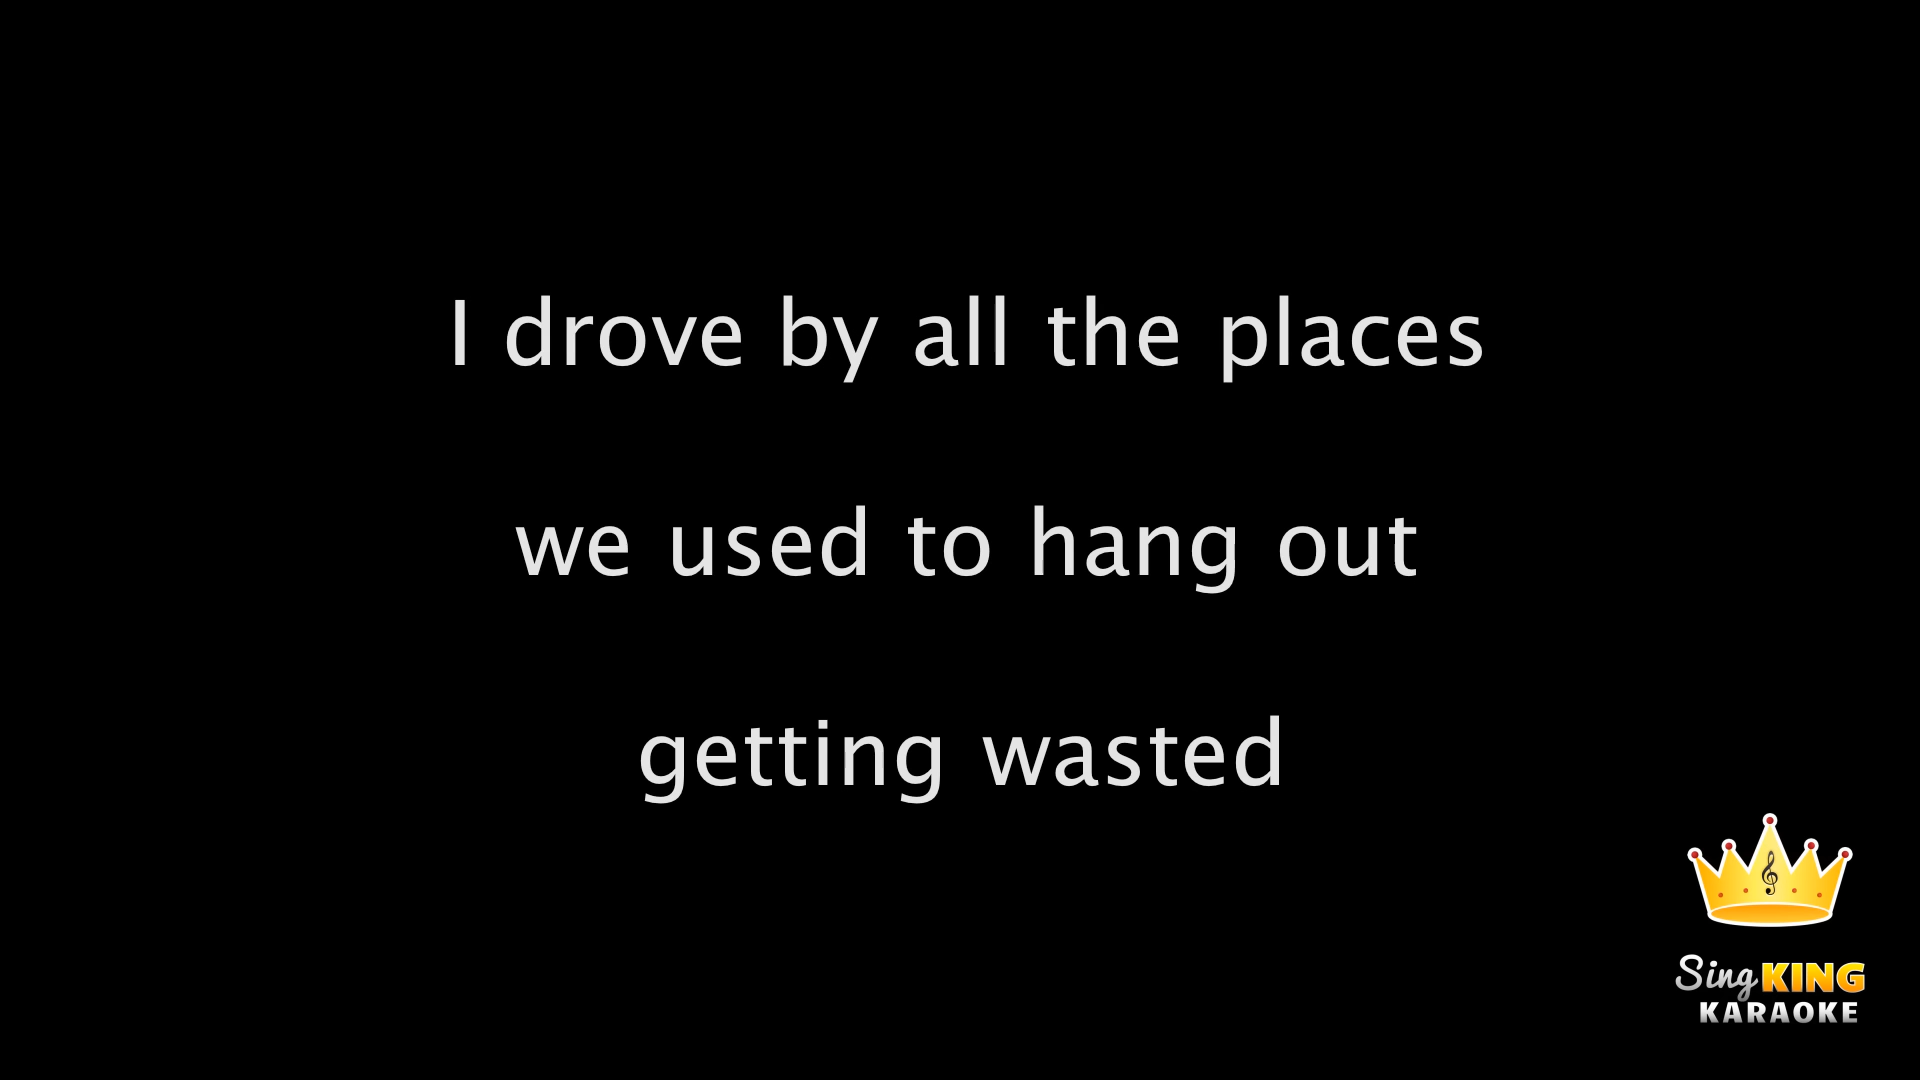 I drove by all the places
we used to hang out
getting wasted
Sing KING
KARAOKE